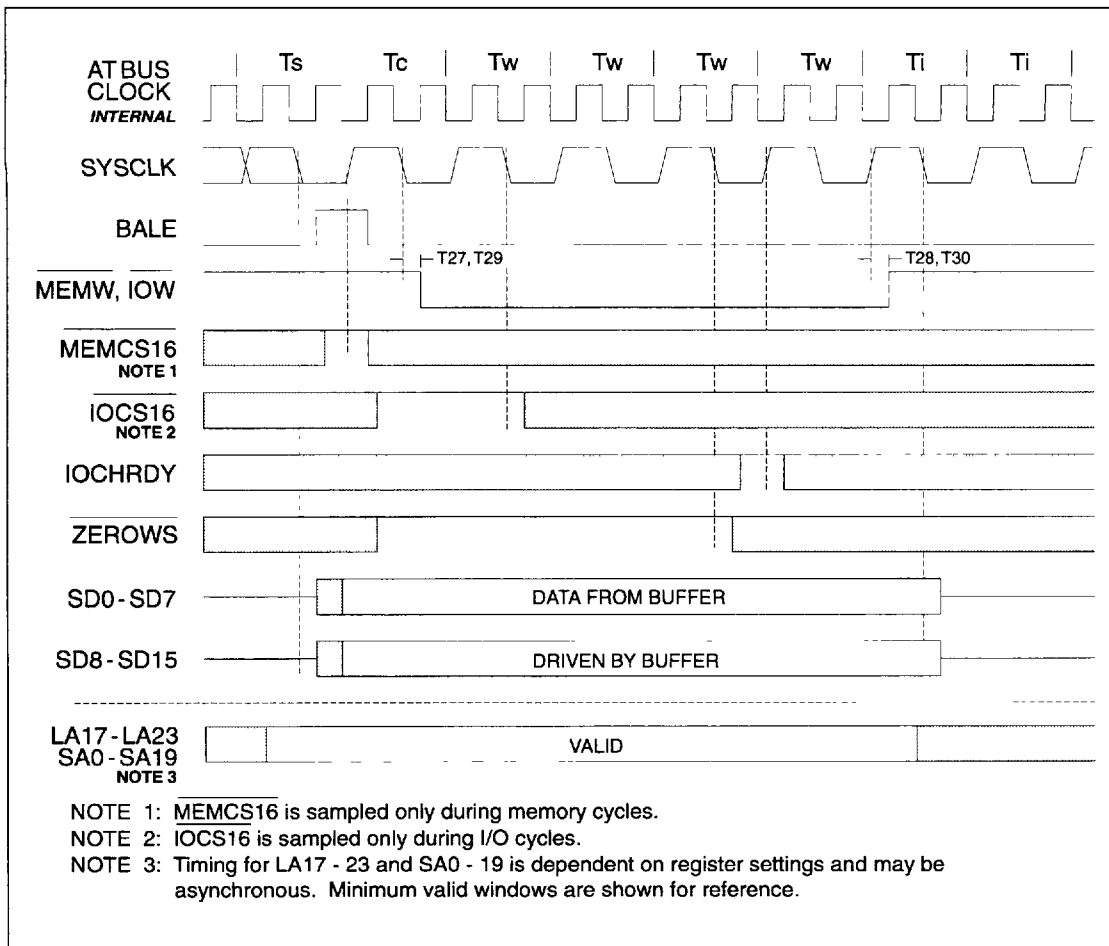 Ts Tc Tw Tw Tw Tw Ti Ti
AT BUS
CLOCK
INTERNAL
SYSCLK
BALE
T27, T29
T28, T30
MEMW, IOW
MEMCS16
NOTE 1
IOCS16
NOTE 2
IOCHRDY
ZEROWS
SD0 - SD7
DATA FROM BUFFER
SD8 - SD15
DRIVEN BY BUFFER
LA17 - LA23
SA0 - SA19
NOTE 3
VALID
NOTE 1: MEMCS16 is sampled only during memory cycles.
NOTE 2: IOCS16 is sampled only during I/O cycles.
NOTE 3: Timing for LA17 - 23 and SA0 - 19 is dependent on register settings and may be
asynchronous. Minimum valid windows are shown for reference.